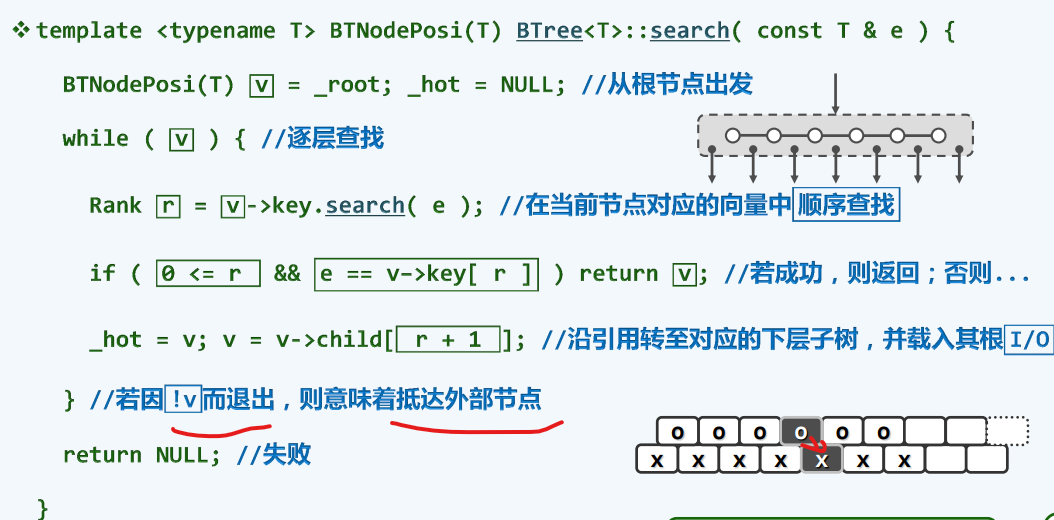 ❖ template <typename T> BTNodePosi(T) BTree<T>::search( const T & e ) {
BTNodePosi(T) v = _root; _hot = NULL; //从根节点出发
while ( v ) { //逐层查找
Rank r = v->key.search( e ); //在当前节点对应的向量中顺序查找
if ( 0 <= r && e == v->key[ r ] ) return v; //若成功，则返回；否则...
_hot = v; v = v->child[ r + 1 ]; //沿引用转至对应的下层子树，并载入其根I/O
} //若因!v而退出，则意味着抵达外部节点
o o o o o o
x x x x x x x
return NULL; //失败
}